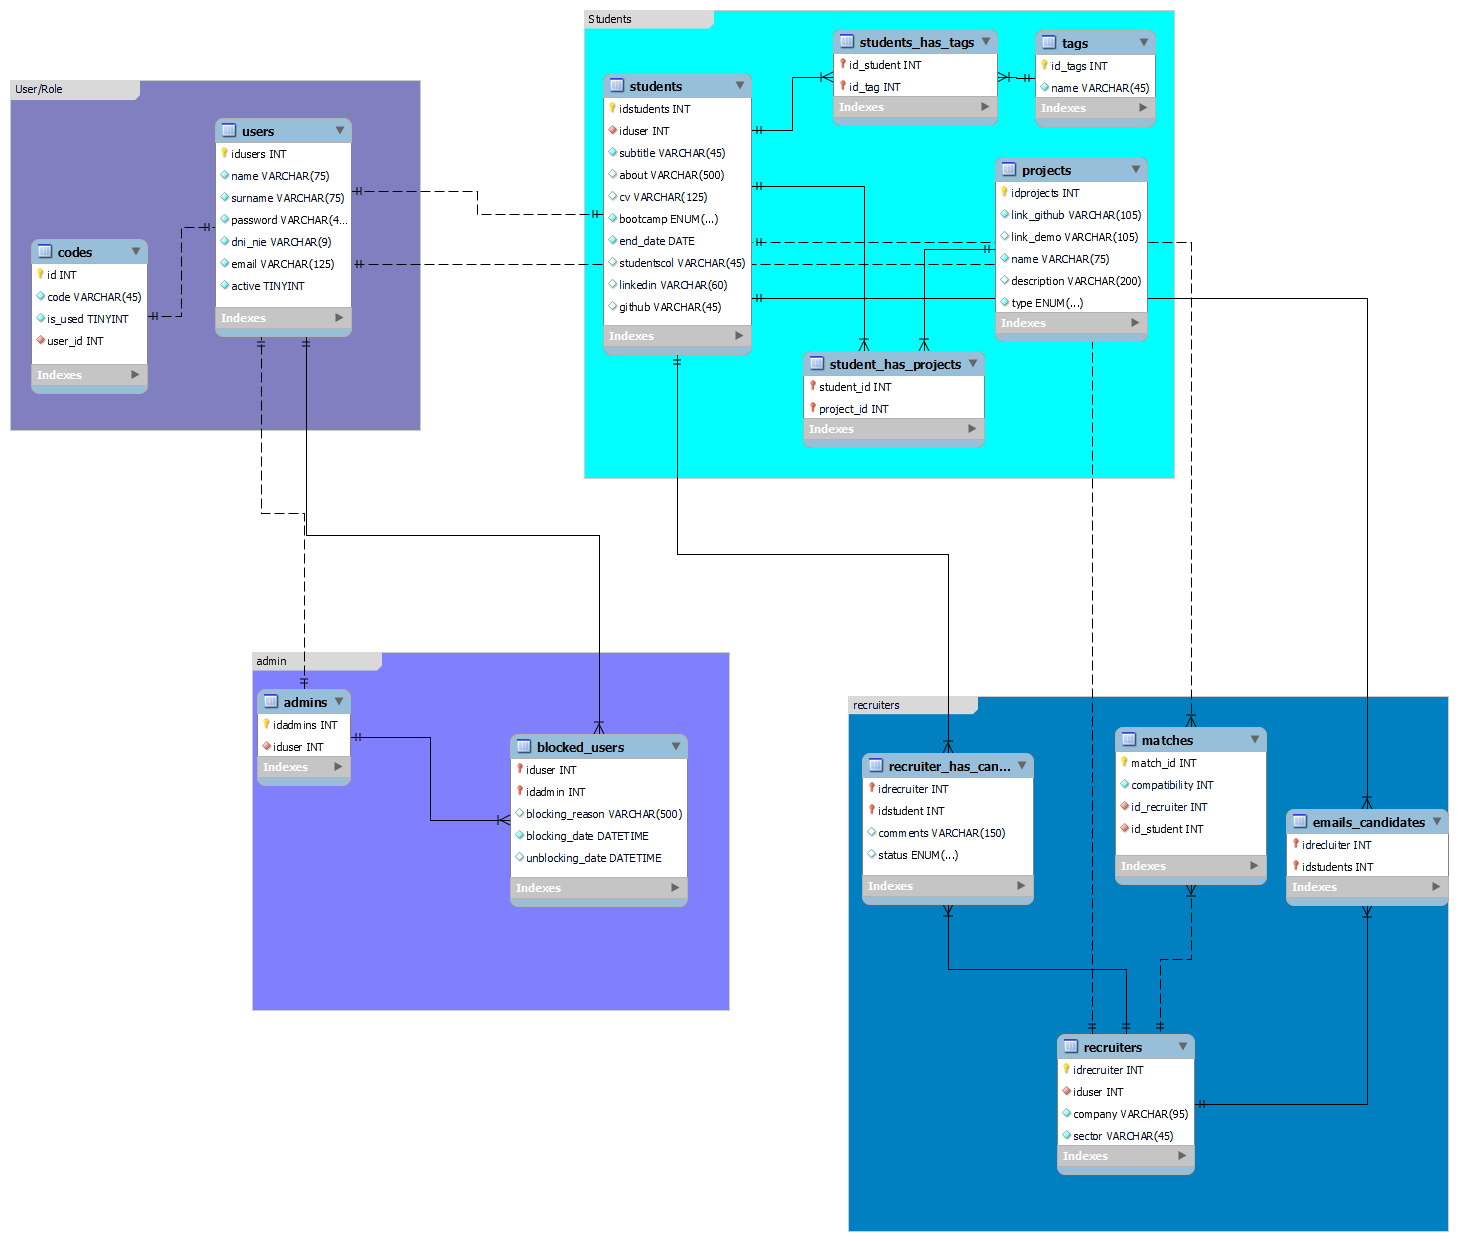 User/Role
users
idusers INT
name VARCHAR(75)
surname VARCHAR(75)
password VARCHAR(4...
dni_nie VARCHAR(9)
email VARCHAR(125)
active TINYINT
Indexes
codes
id INT
code VARCHAR(45)
is_used TINYINT
user_id INT
Indexes
Students
students
idstudents INT
iduser INT
subtitle VARCHAR(45)
about VARCHAR(500)
cv VARCHAR(125)
bootcamp ENUM(...)
end_date DATE
studentscol VARCHAR(45)
linkedin VARCHAR(60)
github VARCHAR(45)
Indexes
students_has_tags
id_student INT
id_tag INT
Indexes
tags
id_tags INT
name VARCHAR(45)
Indexes
projects
idprojects INT
link_github VARCHAR(105)
link_demo VARCHAR(105)
name VARCHAR(75)
description VARCHAR(200)
type ENUM(...)
Indexes
student_has_projects
student_id INT
project_id INT
Indexes
admin
admins
idadmins INT
iduser INT
Indexes
blocked_users
iduser INT
idadmin INT
blocking_reason VARCHAR(500)
blocking_date DATETIME
unblocking_date DATETIME
Indexes
recruiters
recruiter_has_can...
idrecruiter INT
idstudent INT
comments VARCHAR(150)
status ENUM(...)
Indexes
matches
match_id INT
compatibility INT
id_recruiter INT
id_student INT
Indexes
emails_candidates
idrecluiter INT
idstudents INT
Indexes
recruiters
idrecruiter INT
iduser INT
company VARCHAR(95)
sector VARCHAR(45)
Indexes